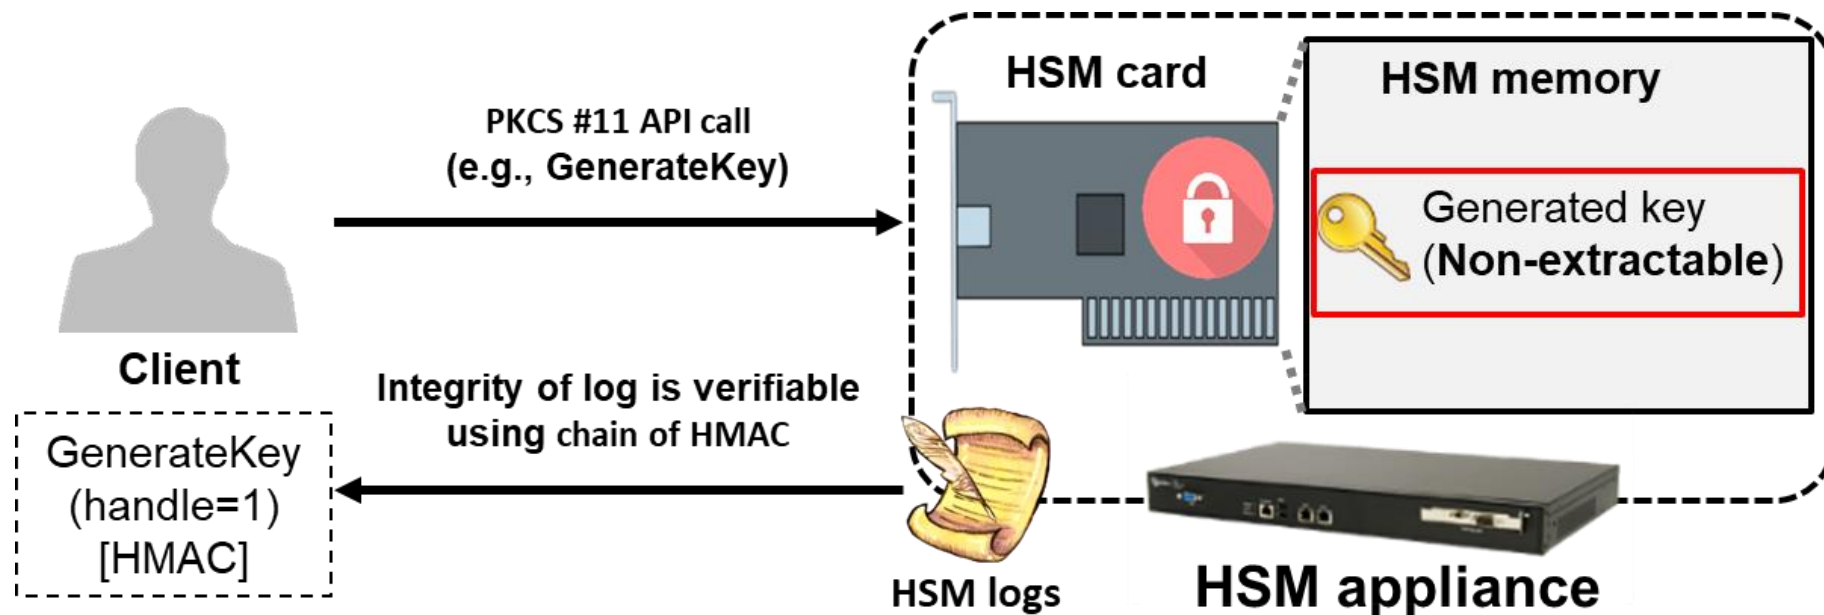 HSM card
HSM memory
PKCS #11 API call
(e.g., GenerateKey)
Generated key
(Non-extractable)
Client
Integrity of log is verifiable
using chain of HMAC
GenerateKey
(handle=1)
[HMAC]
HSM logs
HSM appliance